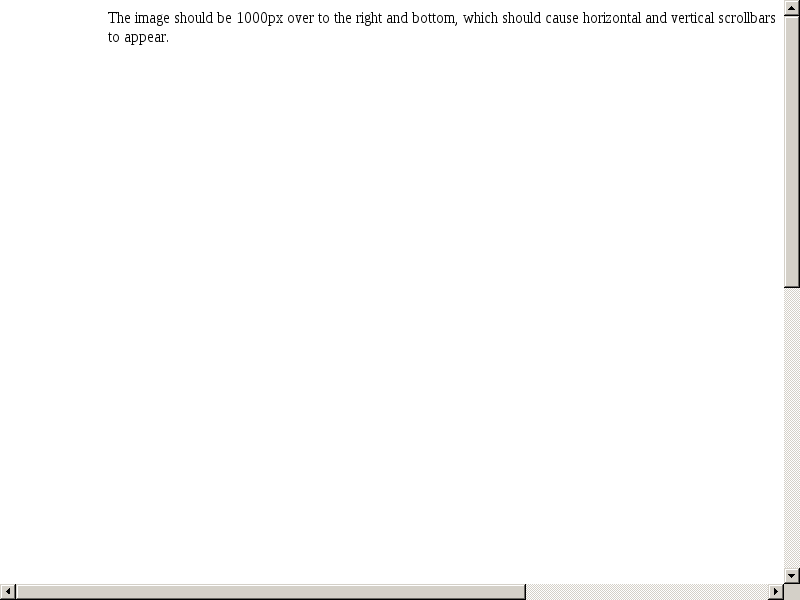 The image should be 1000px over to the right and bottom, which should cause horizontal and vertical scrollbars
to appear.